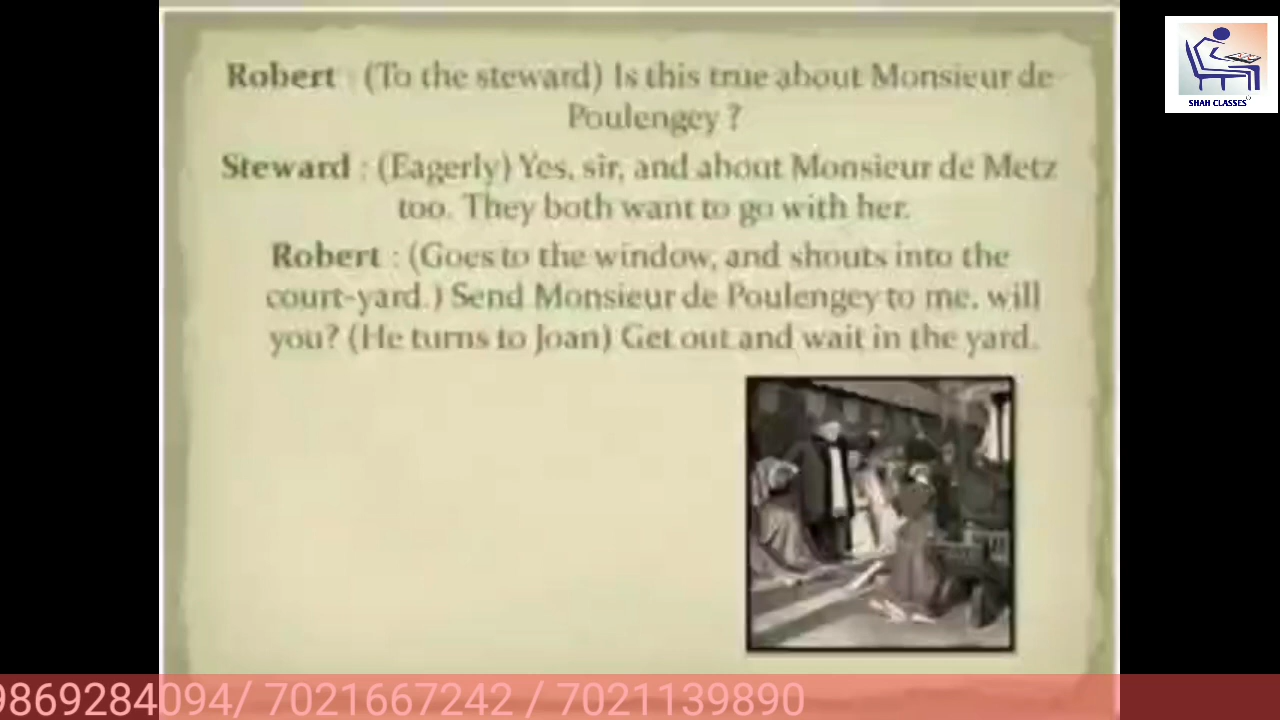 Robert : (To the steward) Is this true about Monsieur de
Poulengey ?
Steward : (Eagerly) Yes, sir, and about Monsieur de Metz
too. They both want to go with her.
Robert : (Goes to the window, and shouts into the
court-yard.) Send Monsieur de Poulengey to me, will
you? (He turns to Joan) Get out and wait in the yard.
SHAH CLASSES
9869284094/ 7021667242 / 7021139890